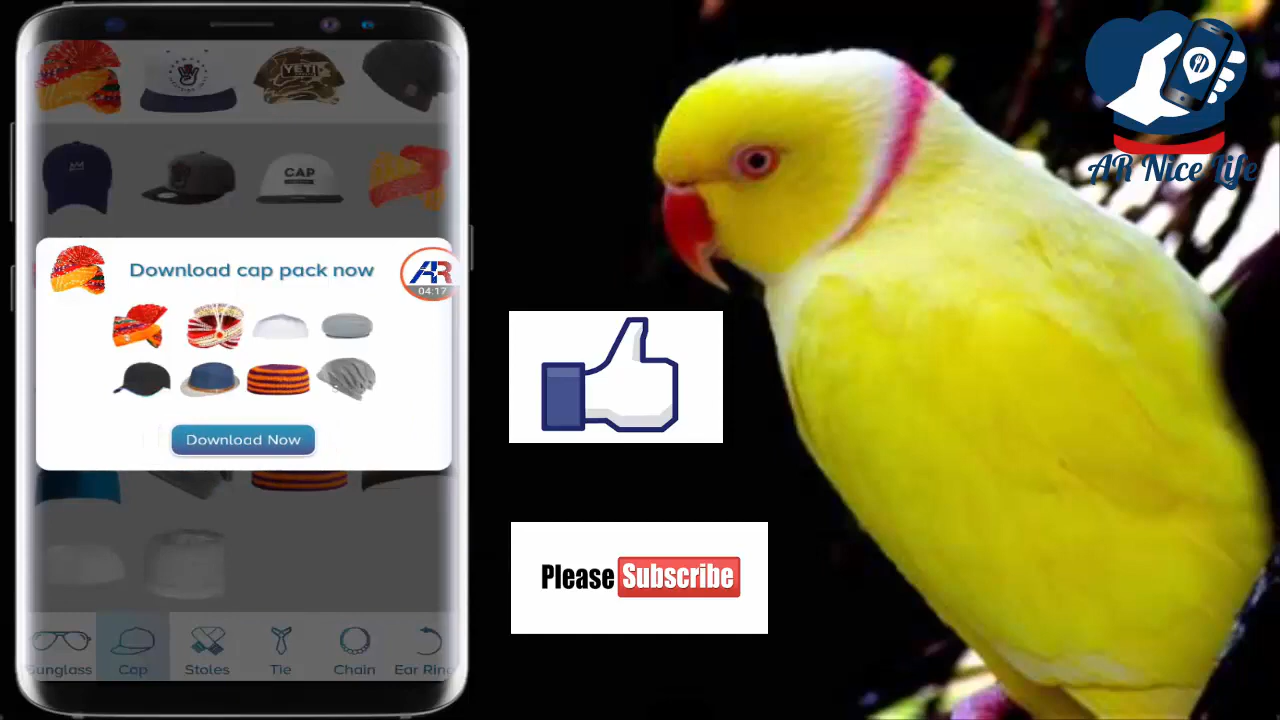 YETI
CAP
Download cap pack now
AR
04:17
Download Now
Sunglass
Cap
Stoles
Tie
Chain
Ear Ring
Please Subscribe
AR Nice Life